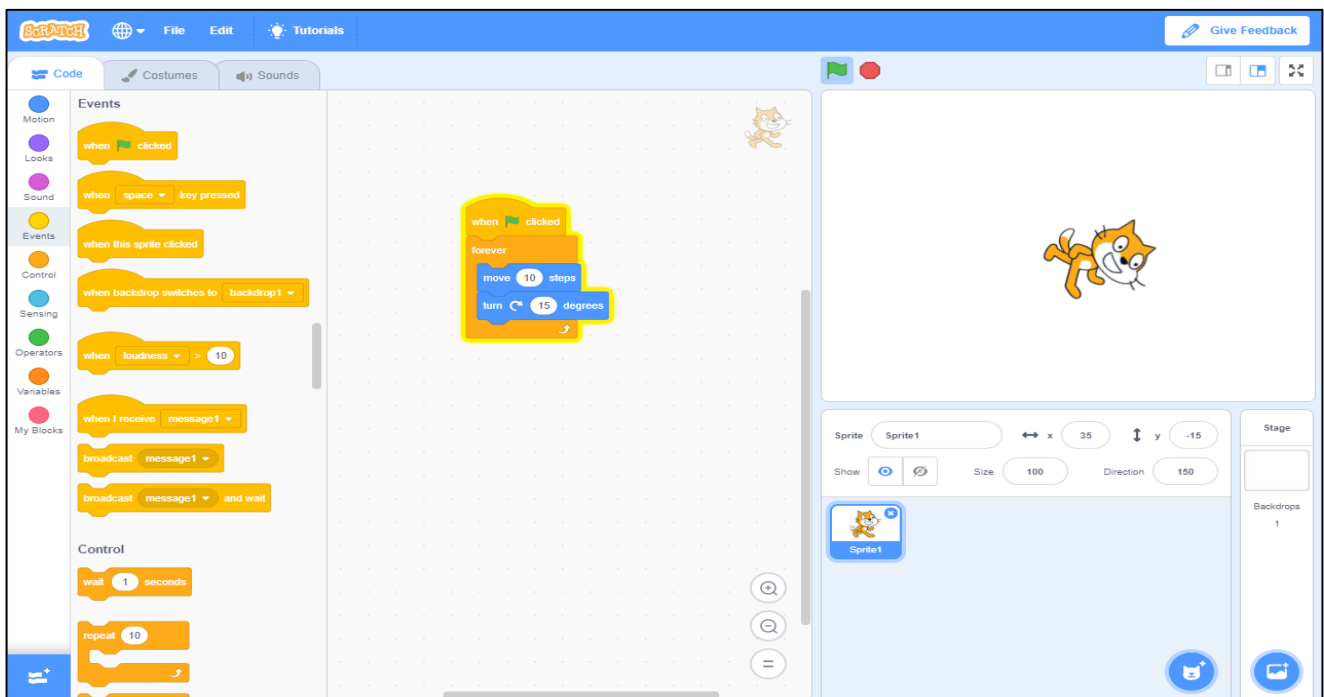 SCRATCH File Edit Tutorials Give Feedback
Code Costumes Sounds
Motion
Looks
Sound
Events
Control
Sensing
Operators
Variables
My Blocks
Events
when clicked
when space key pressed
when this sprite clicked
when backdrop switches to backdrop1
when loudness > 10
when I receive message1
broadcast message1
broadcast message1 and wait
Control
wait 1 seconds
repeat 10
when clicked
forever
move 10 steps
turn 15 degrees
Sprite Sprite1 x 35 y -15
Show Size 100 Direction 150
Sprite1
Stage
Backdrops
1